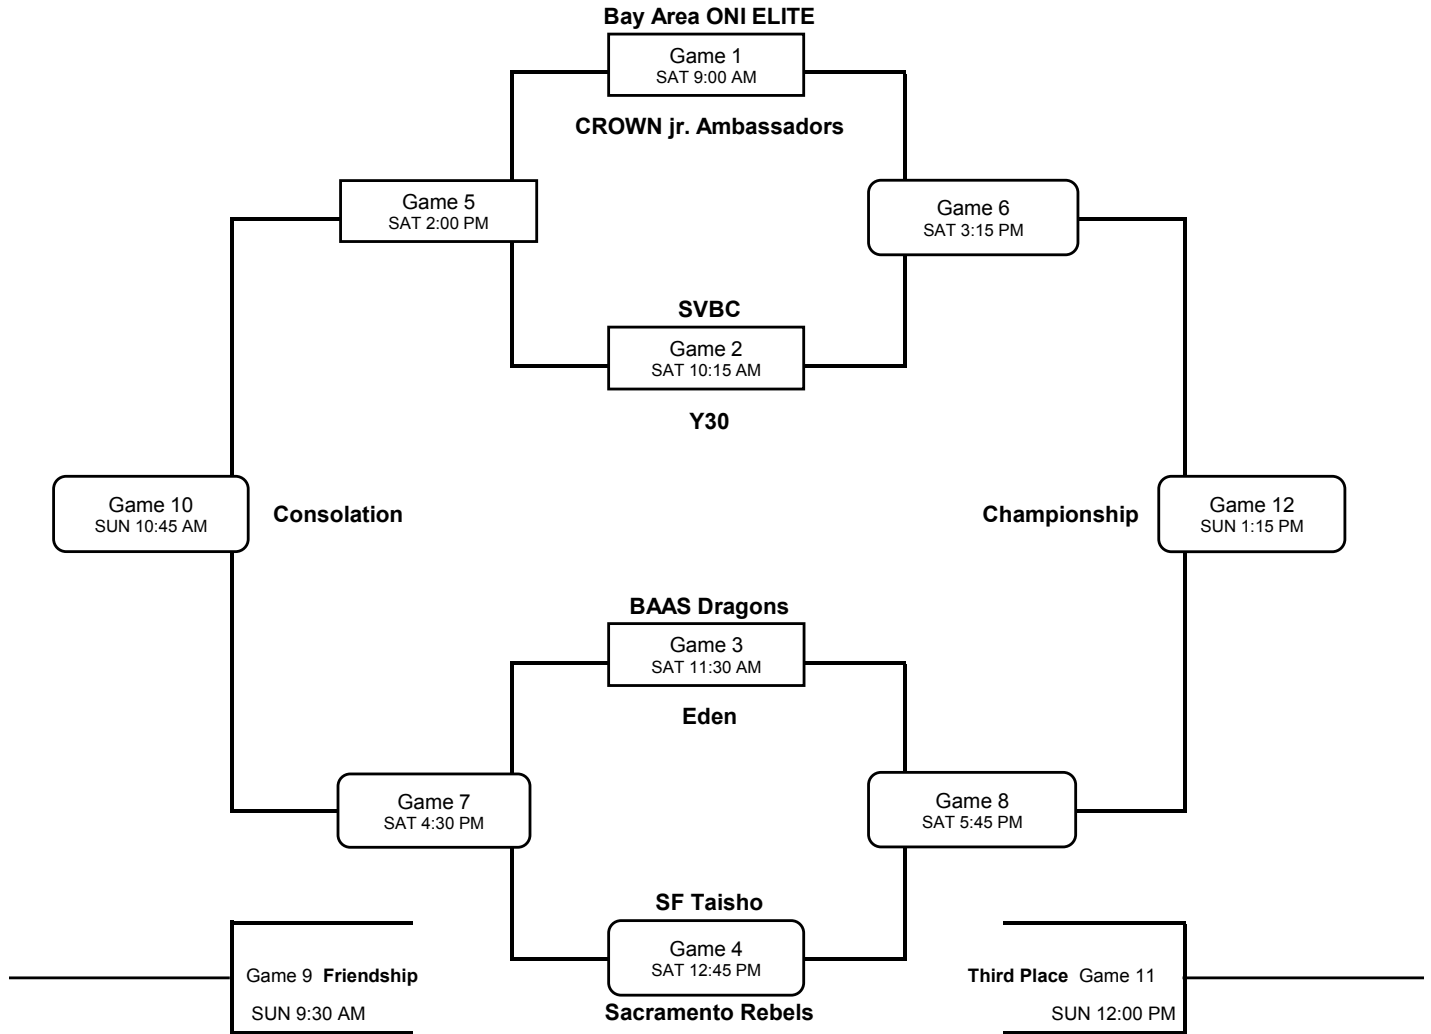 Bay Area ONI ELITE
Game 1
SAT 9:00 AM
CROWN jr. Ambassadors
Game 5
SAT 2:00 PM
Game 6
SAT 3:15 PM
SVBC
Game 2
SAT 10:15 AM
Y30
Game 10
SUN 10:45 AM
Consolation
Championship
Game 12
SUN 1:15 PM
BAAS Dragons
Game 3
SAT 11:30 AM
Eden
Game 7
SAT 4:30 PM
Game 8
SAT 5:45 PM
SF Taisho
Game 4
SAT 12:45 PM
Sacramento Rebels
Game 9 Friendship
SUN 9:30 AM
Third Place Game 11
SUN 12:00 PM